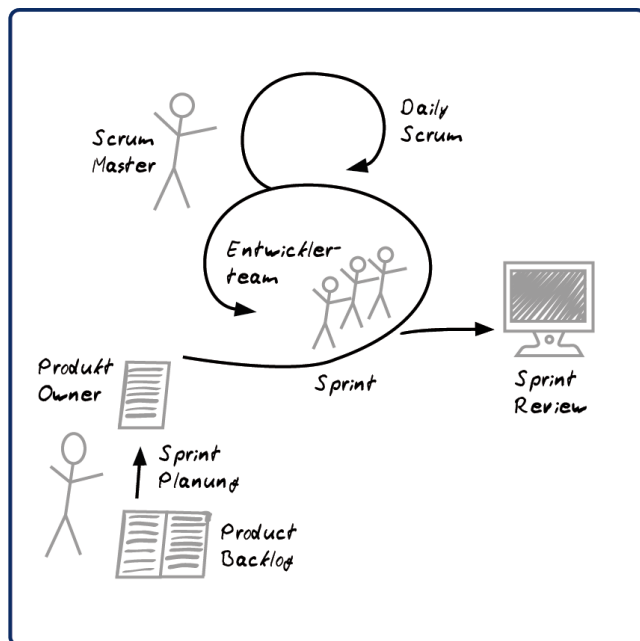 Daily
Scrum
Scrum
Master
Entwickler-
team
Sprint
Sprint
Review
Produkt
Owner
Sprint
Planung
Product
Backlog